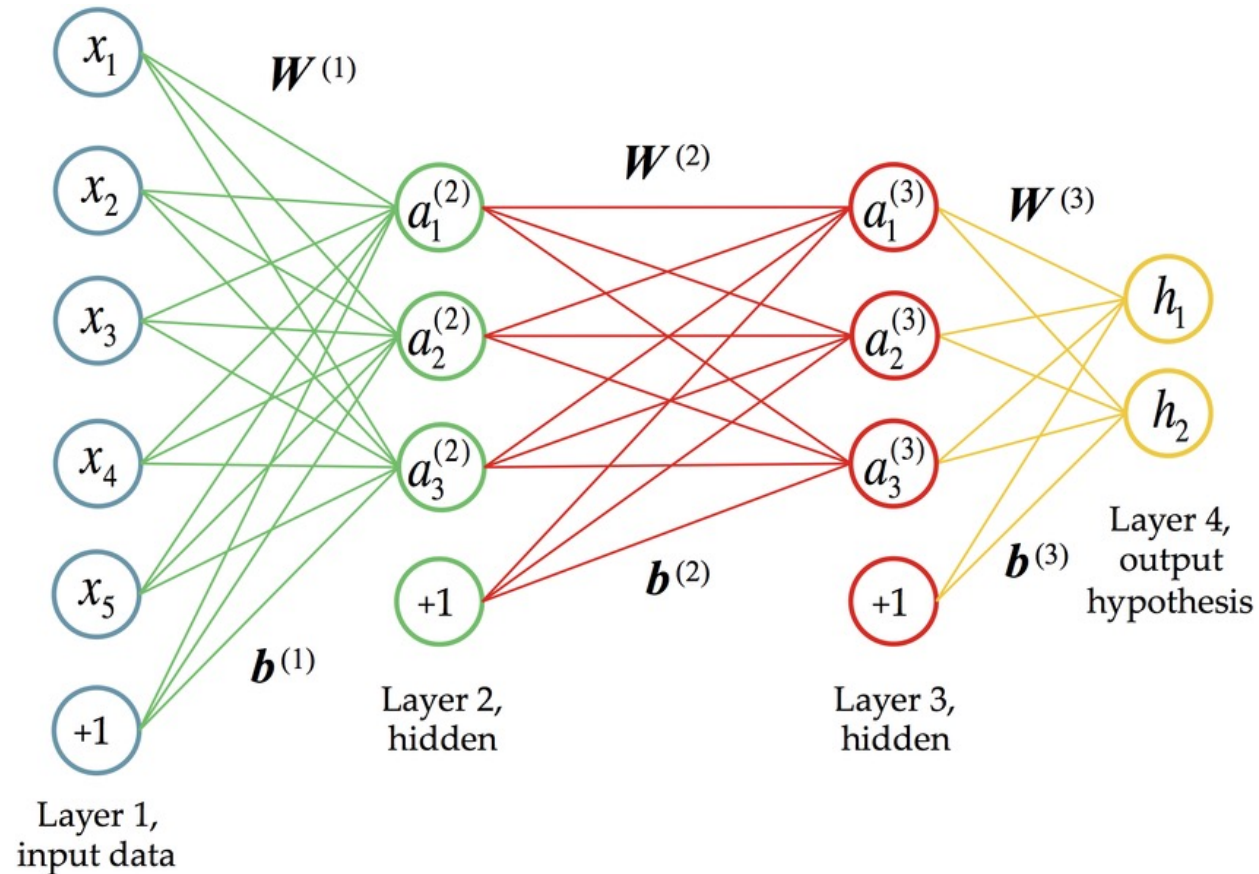 x₁
x₂
x₃
x₄
x₅
+1
Layer 1,
input data
W⁽¹⁾
b⁽¹⁾
a₁⁽²⁾
a₂⁽²⁾
a₃⁽²⁾
+1
Layer 2,
hidden
W⁽²⁾
b⁽²⁾
a₁⁽³⁾
a₂⁽³⁾
a₃⁽³⁾
+1
Layer 3,
hidden
W⁽³⁾
b⁽³⁾
h₁
h₂
Layer 4,
output
hypothesis